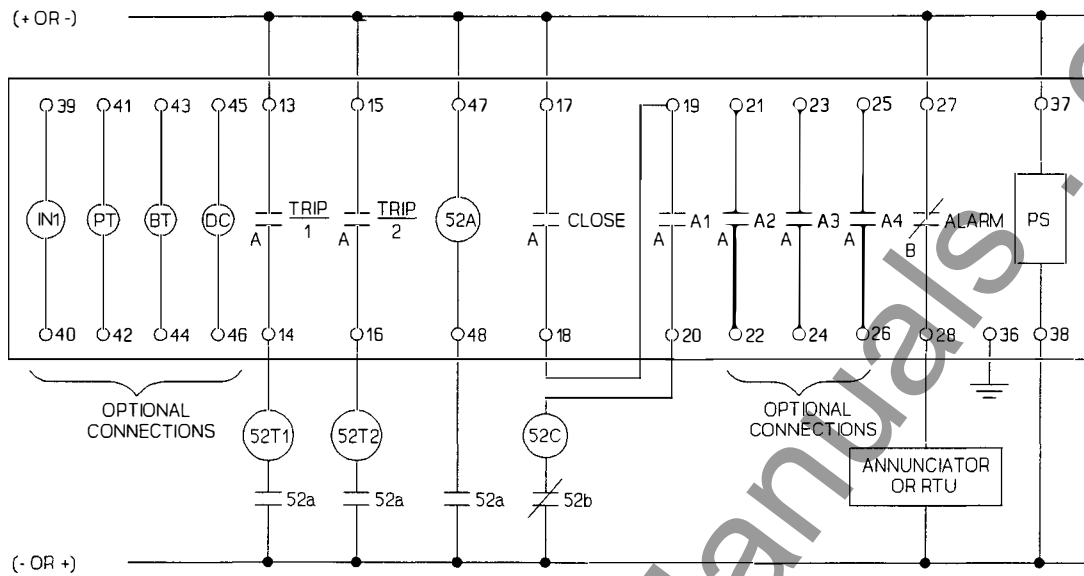 (+ OR -)
39 41 43 45 13 15 47 17 19 21 23 25 27 37
IN1 PT BT DC A TRIP 1 A TRIP 2 52A A CLOSE A A1 A A2 A A3 A A4 B ALARM PS
40 42 44 46 14 16 48 18 20 22 24 26 28 36 38
OPTIONAL
CONNECTIONS
OPTIONAL
CONNECTIONS
52T1 52T2 52C
ANNUNCIATOR
OR RTU
52a 52a 52a 52b
(- OR +)